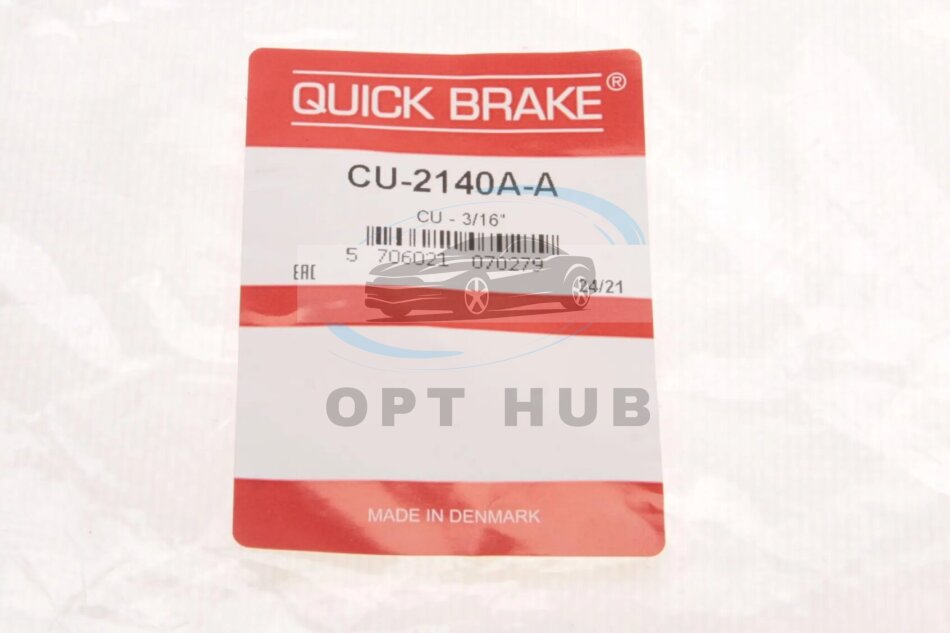 QUICK BRAKE®
CU-2140A-A
CU - 3/16"
5 706021 070279
EAC
24/21
OPT HUB
MADE IN DENMARK